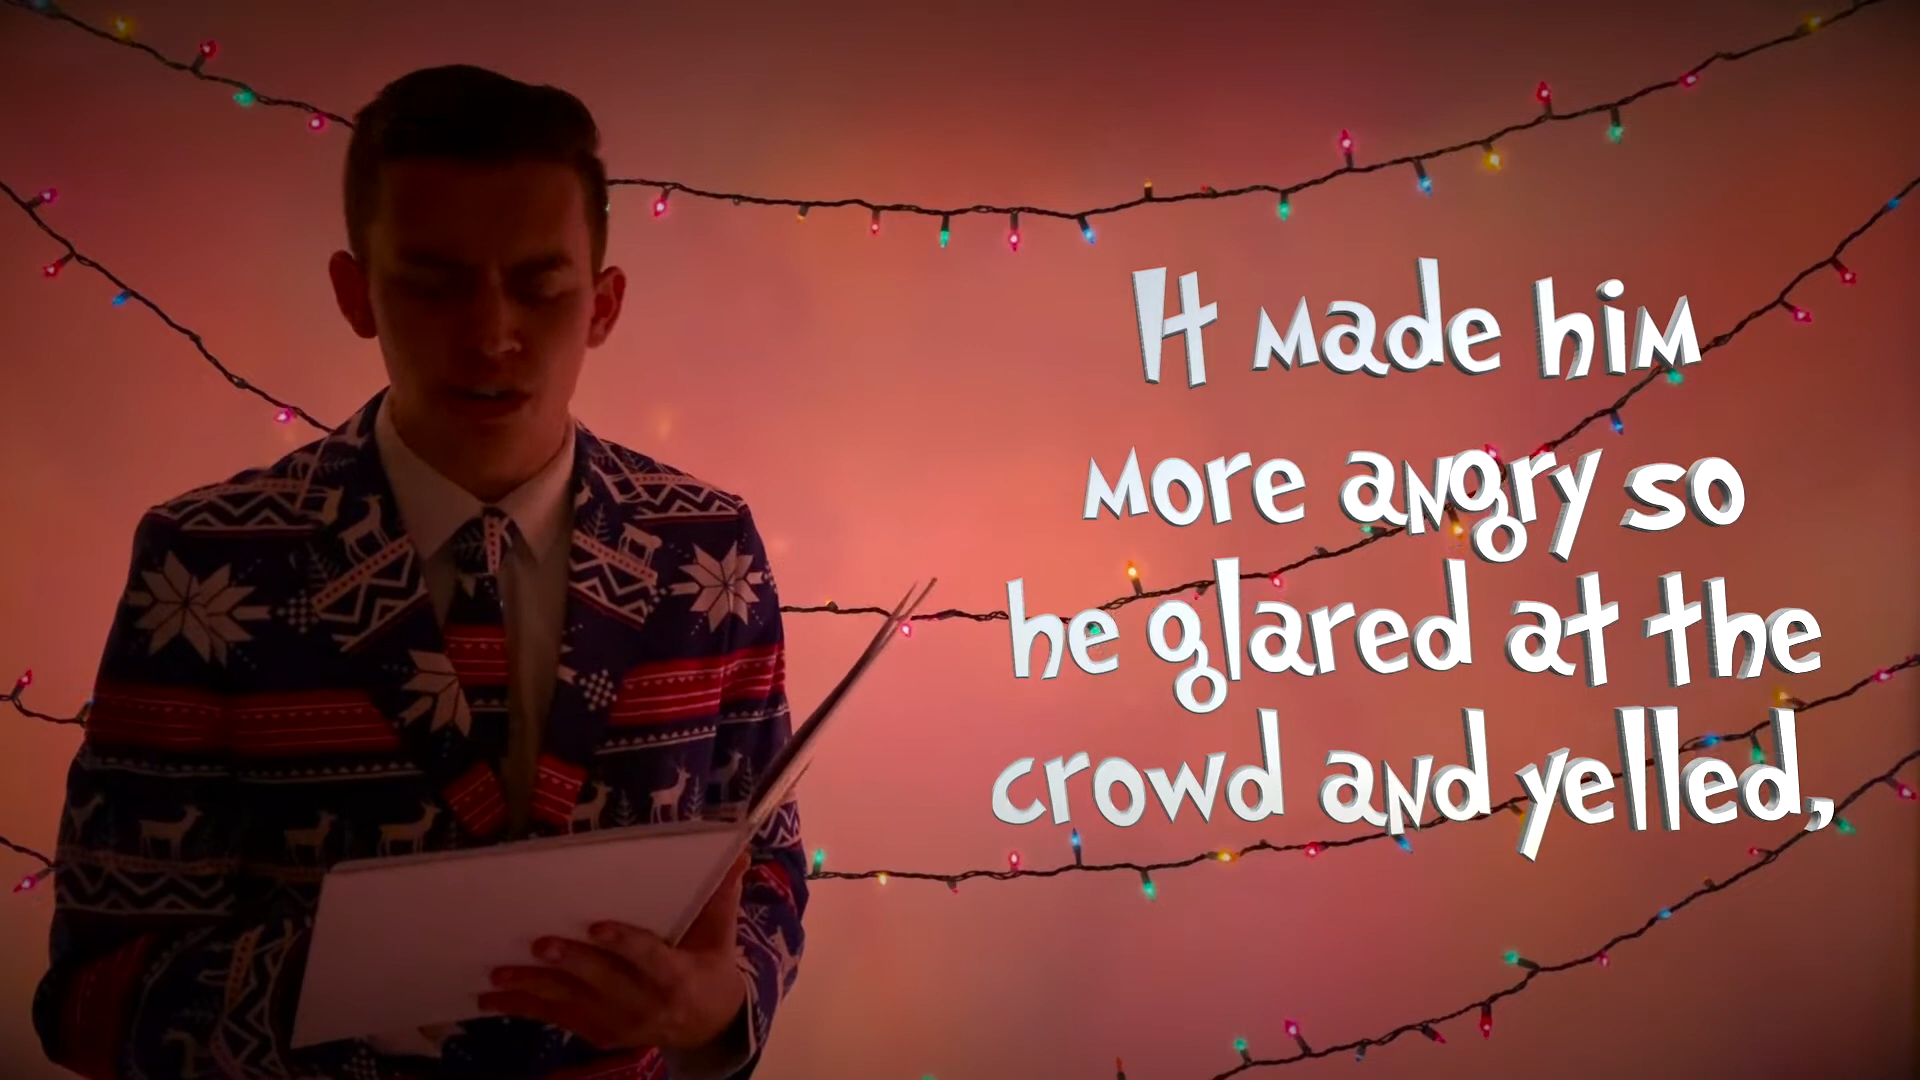 It made him
more angry so
he glared at the
crowd and yelled,